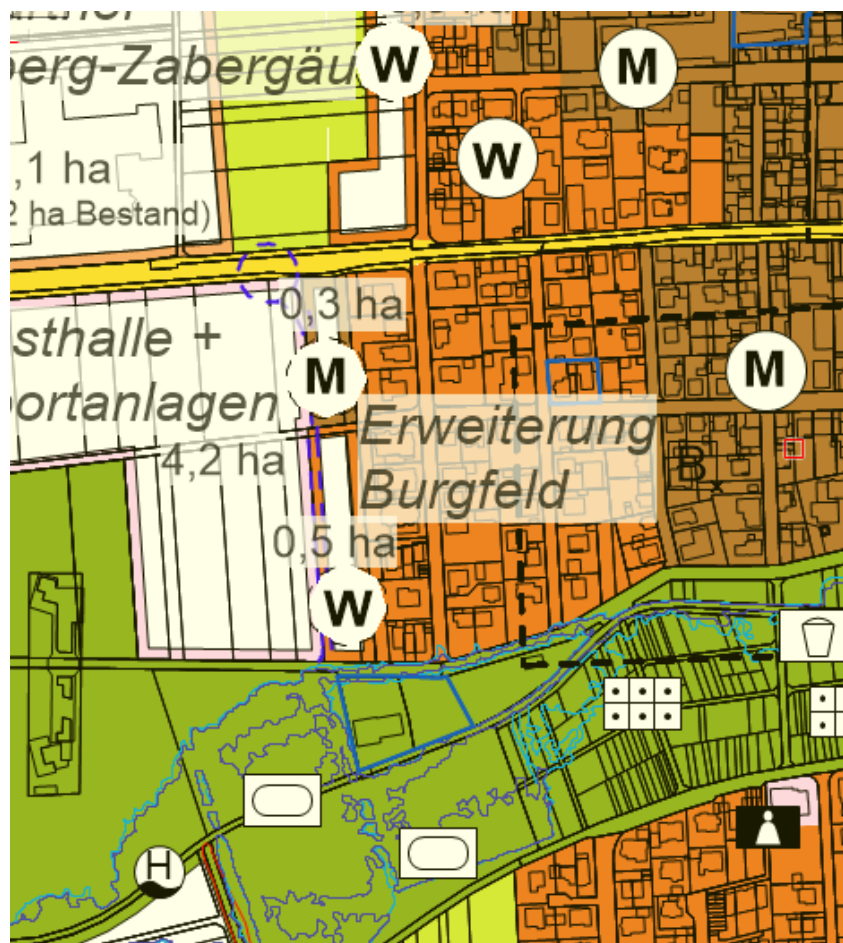 berg-Zabergäu
W
M
W
,1 ha
2 ha Bestand)
0,3 ha
sthalle +
M
M
portanlagen
Erweiterung
4,2 ha
B
Burgfeld
0,5 ha
W
H